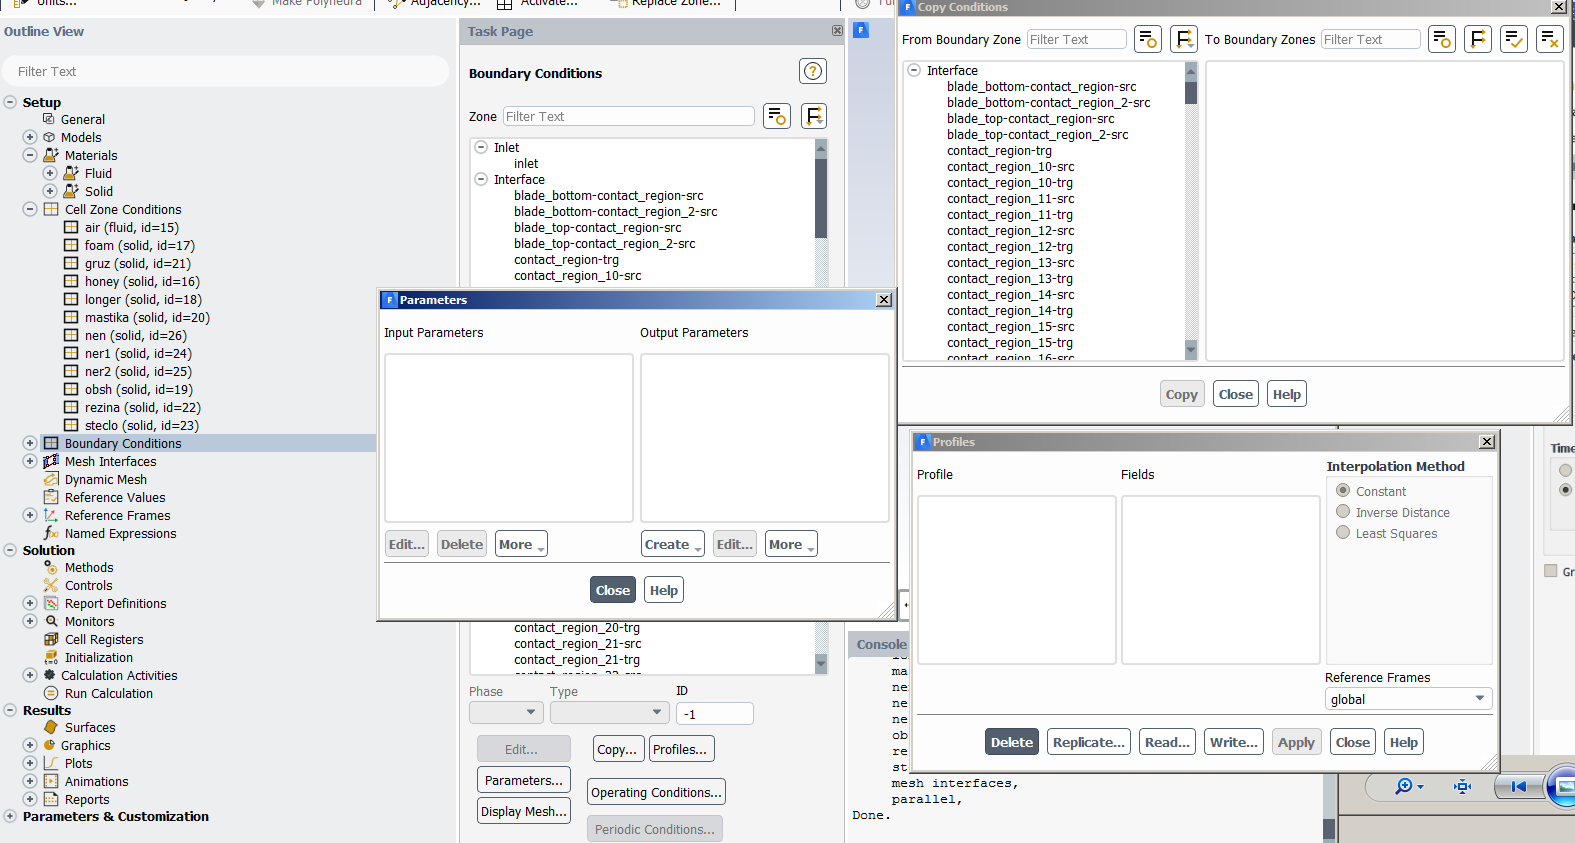 Units...
Make Polyhedra
Adjacency...
Activate...
Replace Zone...
Outline View
Filter Text
Setup
General
Models
Materials
Fluid
Solid
Cell Zone Conditions
air (fluid, id=15)
foam (solid, id=17)
gruz (solid, id=21)
honey (solid, id=16)
longer (solid, id=18)
mastika (solid, id=20)
nen (solid, id=26)
ner1 (solid, id=24)
ner2 (solid, id=25)
obsh (solid, id=19)
rezina (solid, id=22)
steclo (solid, id=23)
Boundary Conditions
Mesh Interfaces
Dynamic Mesh
Reference Values
Reference Frames
Named Expressions
Solution
Methods
Controls
Report Definitions
Monitors
Cell Registers
Initialization
Calculation Activities
Run Calculation
Results
Surfaces
Graphics
Plots
Animations
Reports
Parameters & Customization
Task Page
Boundary Conditions
Zone Filter Text
Inlet
inlet
Interface
blade_bottom-contact_region-src
blade_bottom-contact_region_2-src
blade_top-contact_region-src
blade_top-contact_region_2-src
contact_region-trg
contact_region_10-src
contact_region_20-trg
contact_region_21-src
contact_region_21-trg
Phase Type ID
-1
Edit... Copy... Profiles...
Parameters... Operating Conditions...
Display Mesh...
Periodic Conditions...
Parameters
Input Parameters Output Parameters
Edit... Delete More Create Edit... More
Close Help
Copy Conditions
From Boundary Zone Filter Text To Boundary Zones Filter Text
Interface
blade_bottom-contact_region-src
blade_bottom-contact_region_2-src
blade_top-contact_region-src
blade_top-contact_region_2-src
contact_region-trg
contact_region_10-src
contact_region_10-trg
contact_region_11-src
contact_region_11-trg
contact_region_12-src
contact_region_12-trg
contact_region_13-src
contact_region_13-trg
contact_region_14-src
contact_region_14-trg
contact_region_15-src
contact_region_15-trg
contact_region_16-src
Copy Close Help
Profiles
Profile Fields Interpolation Method
Constant
Inverse Distance
Least Squares
Reference Frames
global
Delete Replicate... Read... Write... Apply Close Help
Console
ma
ne
ne
ne
ob
re
st
mesh interfaces,
parallel,
Done.
Time
Gr